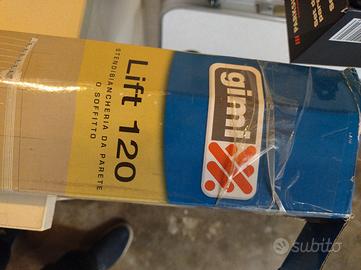 gimi
Lift 120
STENDIBIANCHERIA DA PARETE
O SOFFITTO
subito